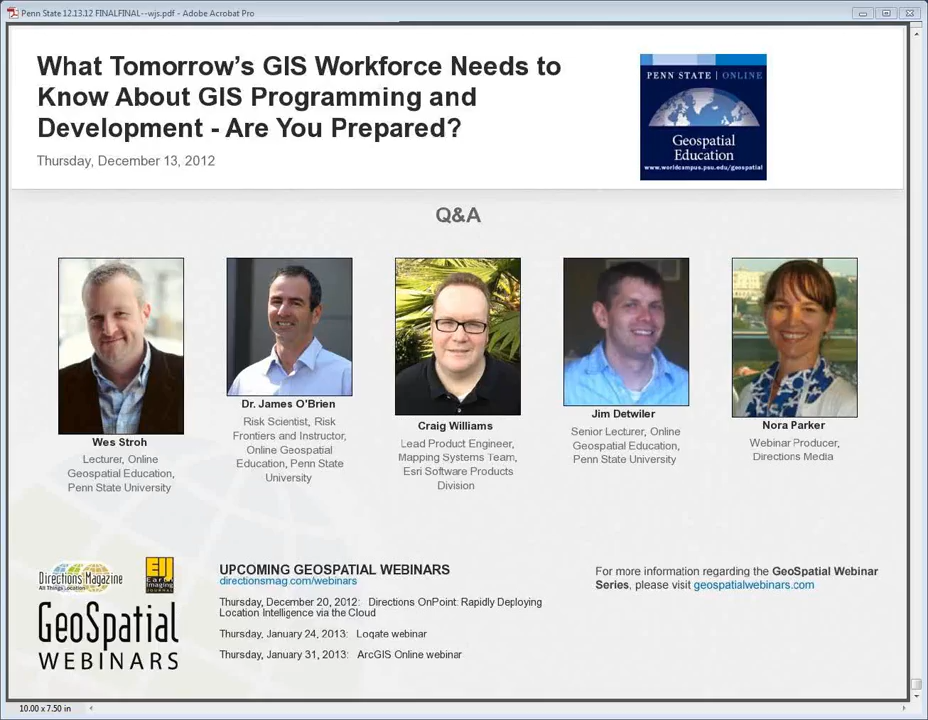 Penn State 12.13.12 FINALFINAL--wjs.pdf - Adobe Acrobat Pro
What Tomorrow's GIS Workforce Needs to
Know About GIS Programming and
Development - Are You Prepared?
Thursday, December 13, 2012
PENN STATE | ONLINE
Geospatial
Education
www.worldcampus.psu.edu/geospatial
Q&A
Wes Stroh
Lecturer, Online
Geospatial Education,
Penn State University
Dr. James O'Brien
Risk Scientist, Risk
Frontiers and Instructor,
Online Geospatial
Education, Penn State
University
Craig Williams
Lead Product Engineer,
Mapping Systems Team,
Esri Software Products
Division
Jim Detwiler
Senior Lecturer, Online
Geospatial Education,
Penn State University
Nora Parker
Webinar Producer,
Directions Media
Directions Magazine
All Things Location
EIJ
Earth
Imaging
JOURNAL
GeoSpatial
WEBINARS
UPCOMING GEOSPATIAL WEBINARS
directionsmag.com/webinars
Thursday, December 20, 2012: Directions OnPoint: Rapidly Deploying
Location Intelligence via the Cloud
Thursday, January 24, 2013: Loqate webinar
Thursday, January 31, 2013: ArcGIS Online webinar
For more information regarding the GeoSpatial Webinar
Series, please visit geospatialwebinars.com
10.00 x 7.50 in